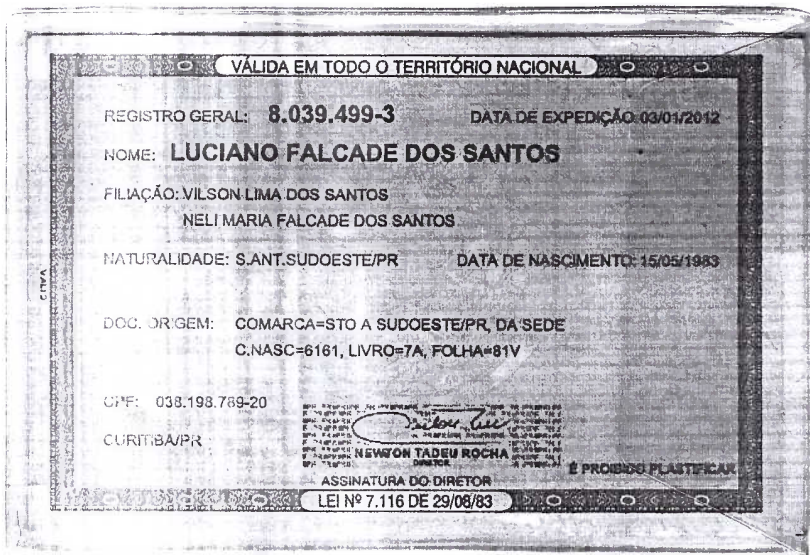 VÁLIDA EM TODO O TERRITÓRIO NACIONAL
REGISTRO GERAL: 8.039.499-3 DATA DE EXPEDIÇÃO: 03/01/2012
NOME: LUCIANO FALCADE DOS SANTOS
FILIAÇÃO: VILSON LIMA DOS SANTOS
NELI MARIA FALCADE DOS SANTOS
NATURALIDADE: S.ANT.SUDOESTE/PR DATA DE NASCIMENTO: 15/05/1983
DOC. ORIGEM: COMARCA=STO A SUDOESTE/PR, DA SEDE
C.NASC=6161, LIVRO=7A, FOLHA=81V
CPF: 038.198.789-20
CURITIBA/PR
NEWTON TADEU ROCHA
DIRETOR
É PROIBIDO PLASTIFICAR
ASSINATURA DO DIRETOR
LEI Nº 7.116 DE 29/08/83